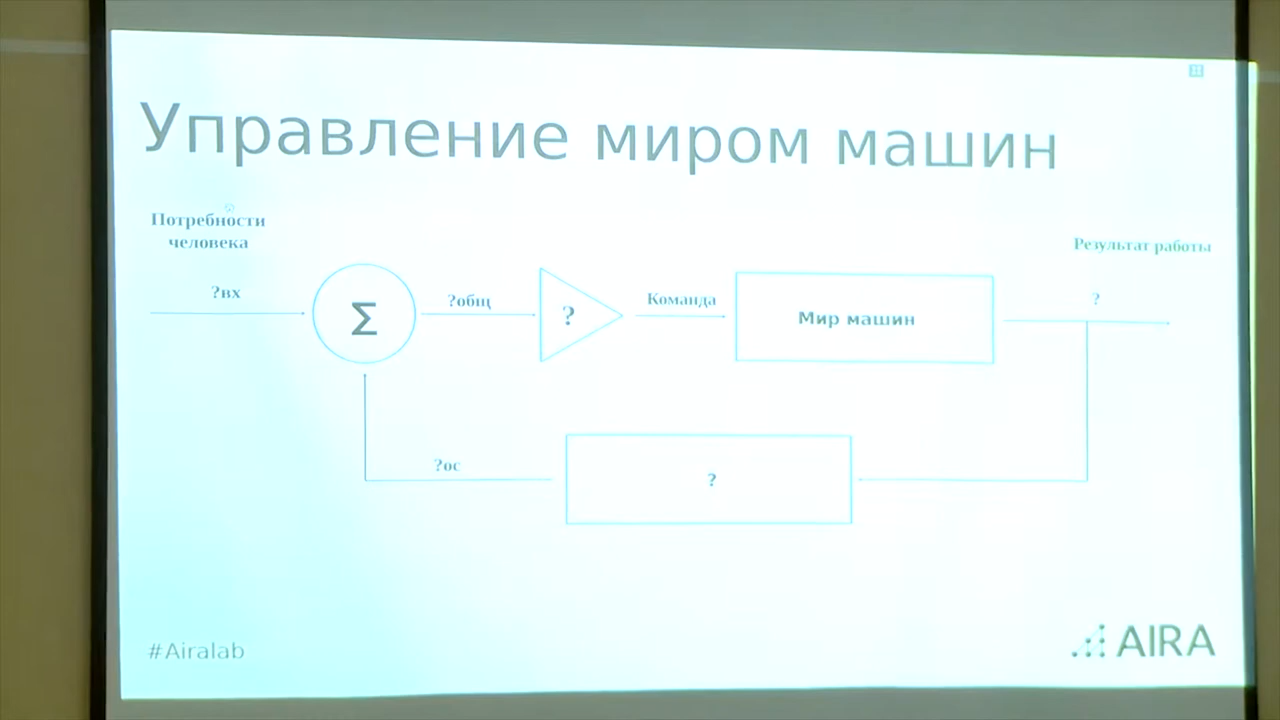 Управление миром машин
Потребности
человека
Результат работы
?вх
Σ
?общ
?
Команда
Мир машин
?
?ос
?
#Airalab
AIRA